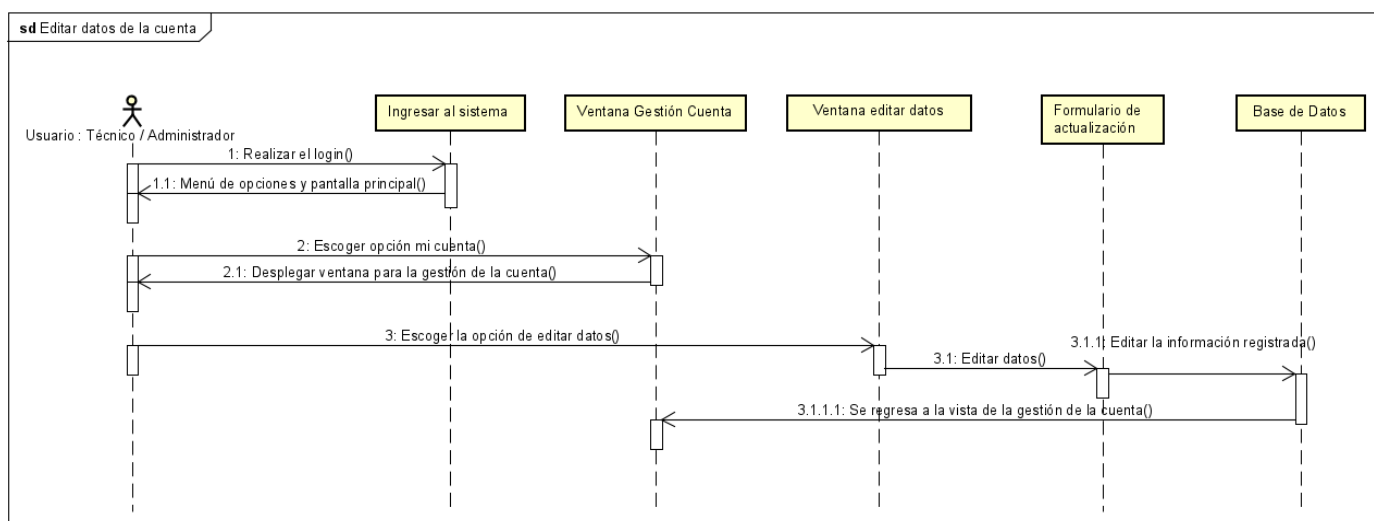 sd Editar datos de la cuenta
Usuario : Técnico / Administrador
Ingresar al sistema
Ventana Gestión Cuenta
Ventana editar datos
Formulario de
actualización
Base de Datos
1: Realizar el login()
1.1: Menú de opciones y pantalla principal()
2: Escoger opción mi cuenta()
2.1: Desplegar ventana para la gestión de la cuenta()
3: Escoger la opción de editar datos()
3.1: Editar datos()
3.1.1: Editar la información registrada()
3.1.1.1: Se regresa a la vista de la gestión de la cuenta()